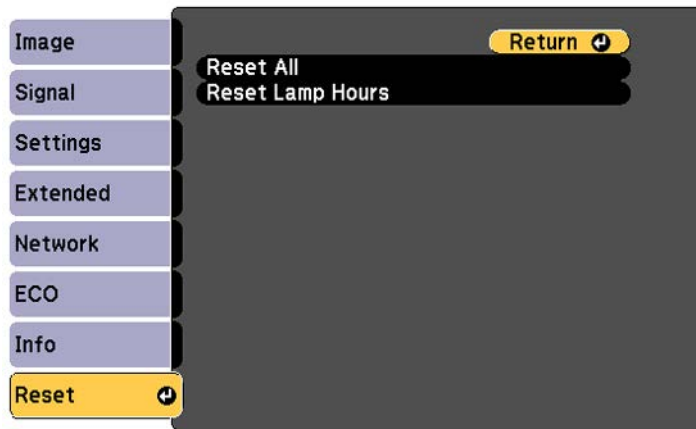 Image
Signal
Settings
Extended
Network
ECO
Info
Reset
Return
Reset All
Reset Lamp Hours